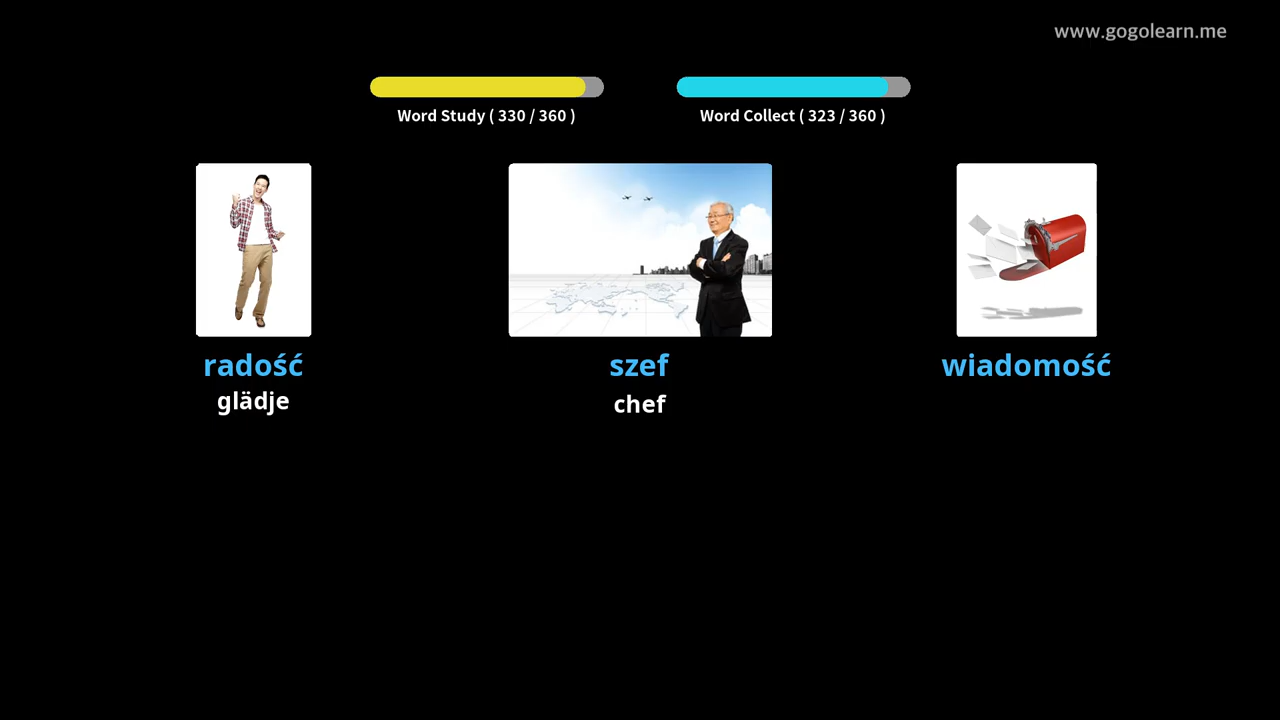 www.gogolearn.me
Word Study ( 330 / 360 )
Word Collect ( 323 / 360 )
radość
szef
wiadomość
glädje
chef